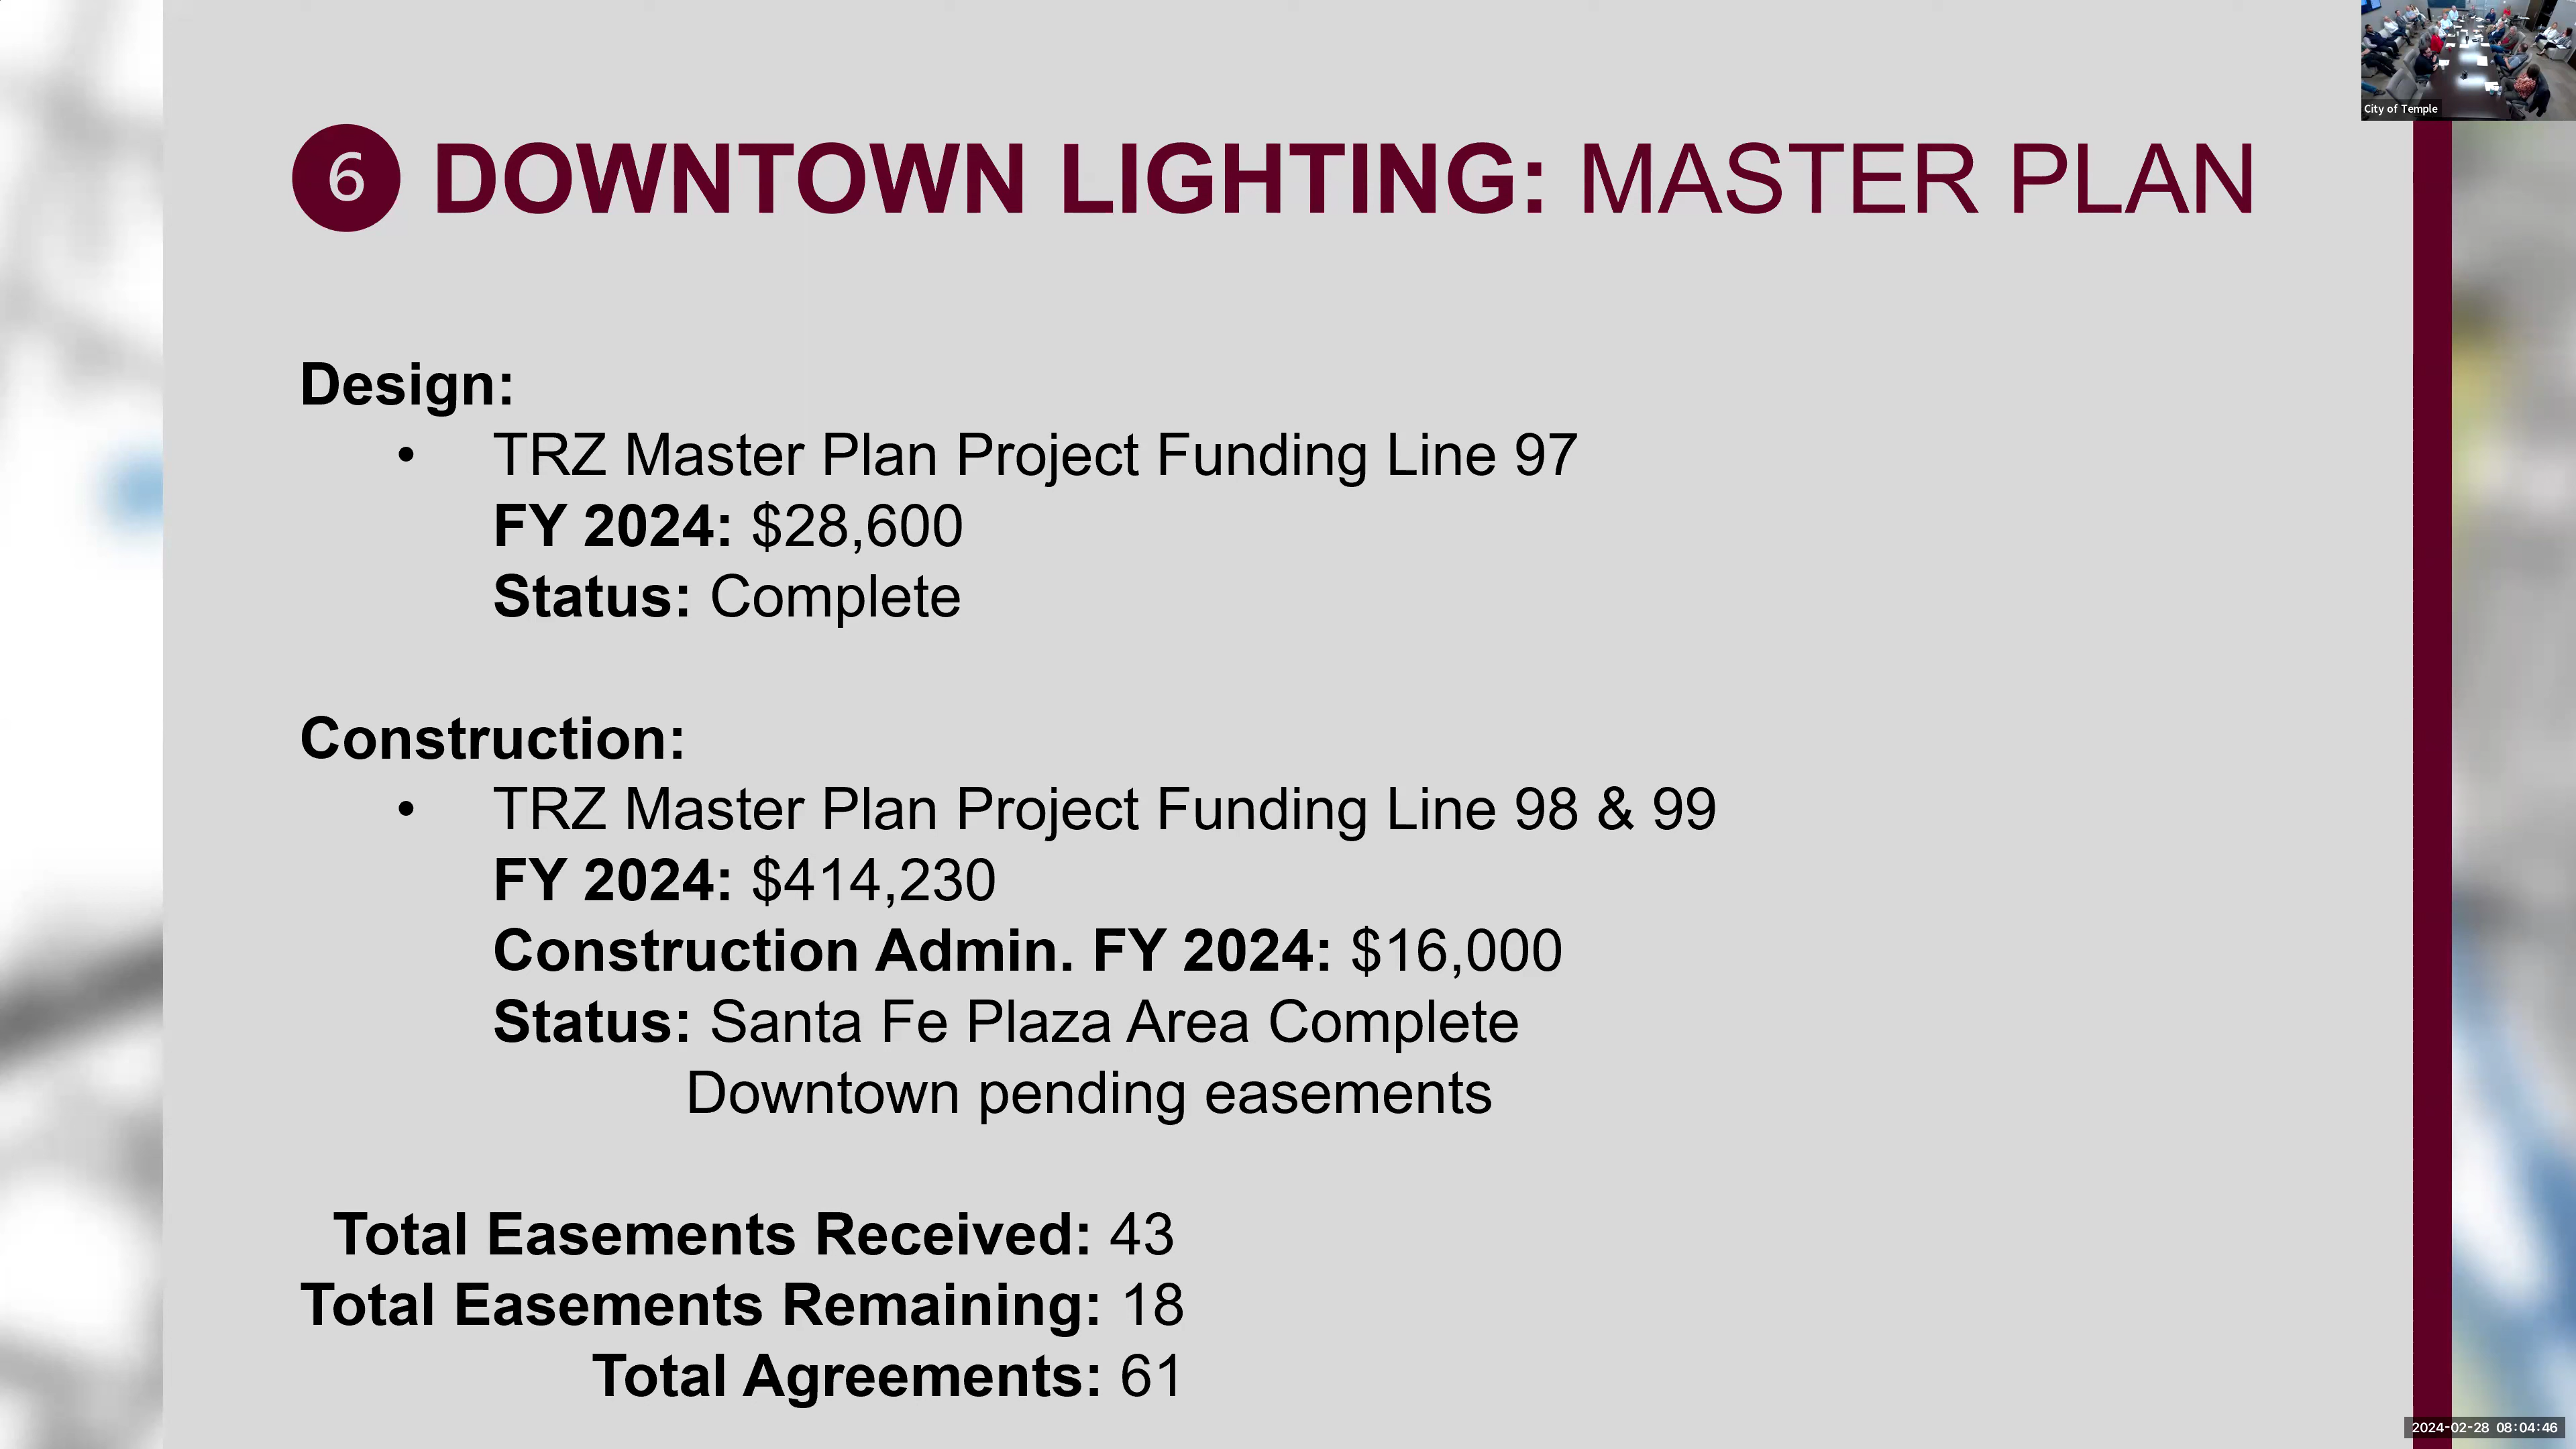 City of Temple
6 DOWNTOWN LIGHTING: MASTER PLAN
Design:
• TRZ Master Plan Project Funding Line 97
FY 2024: $28,600
Status: Complete
Construction:
• TRZ Master Plan Project Funding Line 98 & 99
FY 2024: $414,230
Construction Admin. FY 2024: $16,000
Status: Santa Fe Plaza Area Complete
Downtown pending easements
Total Easements Received: 43
Total Easements Remaining: 18
Total Agreements: 61
2024-02-28 08:04:46